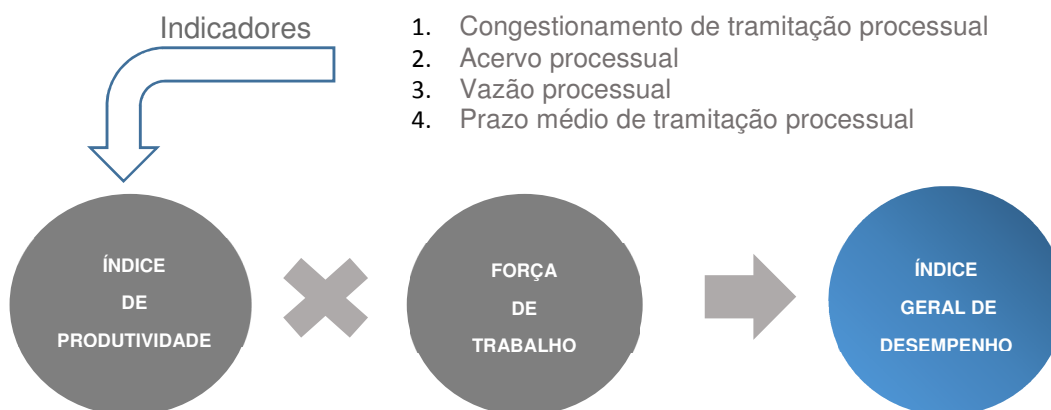 Indicadores
1. Congestionamento de tramitação processual
2. Acervo processual
3. Vazão processual
4. Prazo médio de tramitação processual
ÍNDICE
DE
PRODUTIVIDADE
FORÇA
DE
TRABALHO
ÍNDICE
GERAL DE
DESEMPENHO